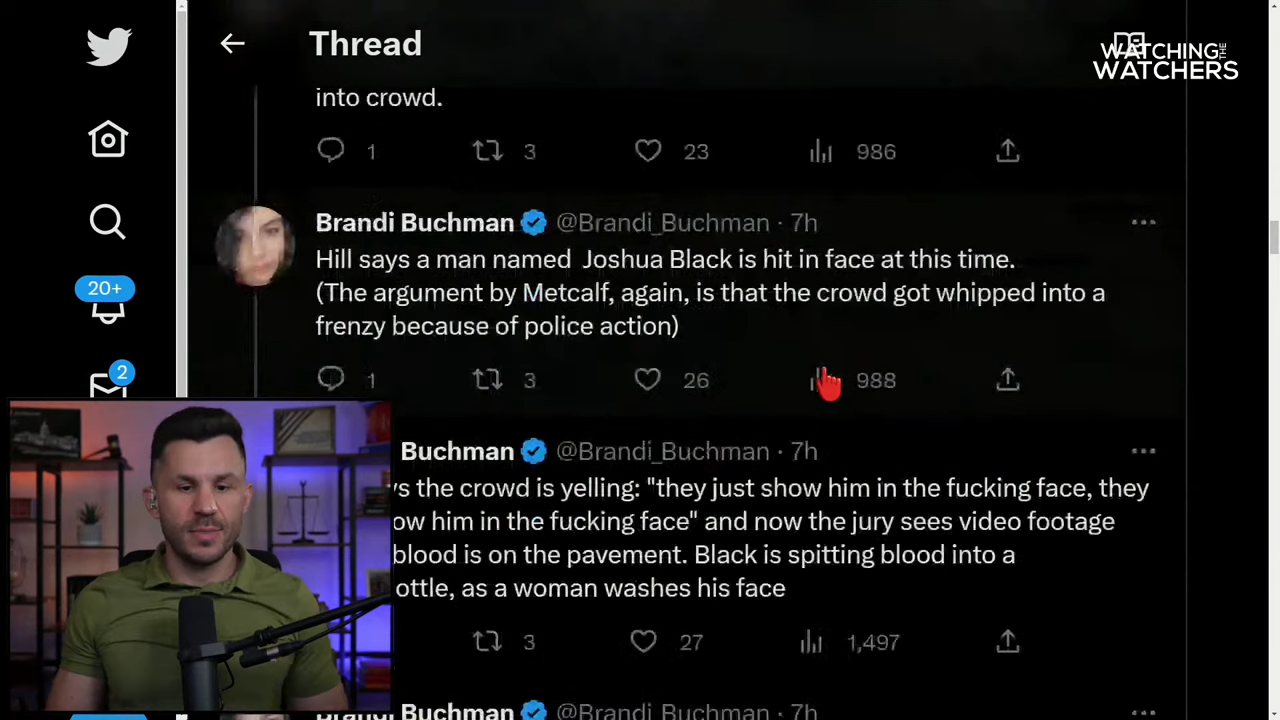 Thread
WATCHING THE
WATCHERS
into crowd.
1 3 23 986
Brandi Buchman @Brandi_Buchman · 7h
Hill says a man named Joshua Black is hit in face at this time.
(The argument by Metcalf, again, is that the crowd got whipped into a
frenzy because of police action)
20+
1 3 26 988
2
Buchman @Brandi_Buchman · 7h
the crowd is yelling: "they just show him in the fucking face, they
him in the fucking face" and now the jury sees video footage
blood is on the pavement. Black is spitting blood into a
as a woman washes his face
3 27 1,497
Brandi Buchman @Brandi_Buchman · 7h